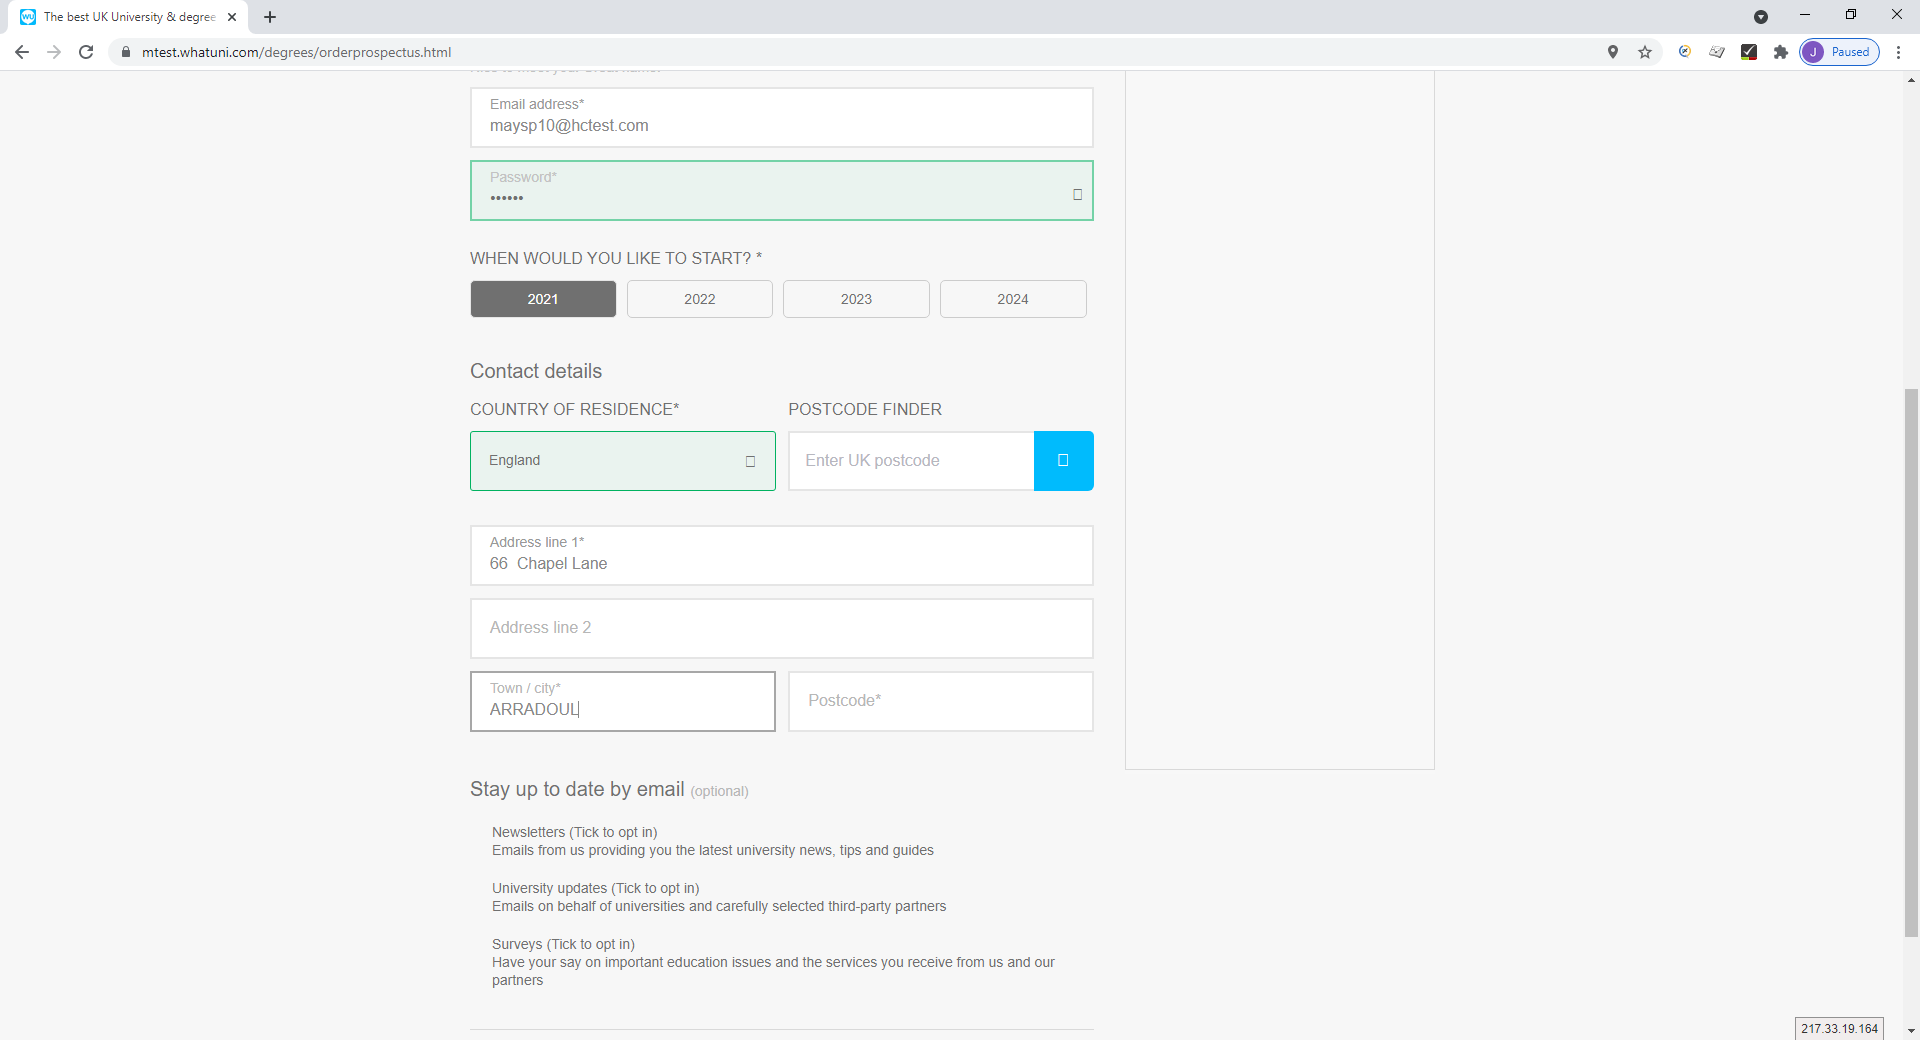 The best UK University & degree
mtest.whatuni.com/degrees/orderprospectus.html
J Paused
Email address*
maysp10@hctest.com
Password*
••••••
WHEN WOULD YOU LIKE TO START? *
2021 2022 2023 2024
Contact details
COUNTRY OF RESIDENCE* POSTCODE FINDER
England Enter UK postcode
Address line 1*
66  Chapel Lane
Address line 2
Town / city*
ARRADOUL
Postcode*
Stay up to date by email (optional)
Newsletters (Tick to opt in)
Emails from us providing you the latest university news, tips and guides
University updates (Tick to opt in)
Emails on behalf of universities and carefully selected third-party partners
Surveys (Tick to opt in)
Have your say on important education issues and the services you receive from us and our
partners
217.33.19.164